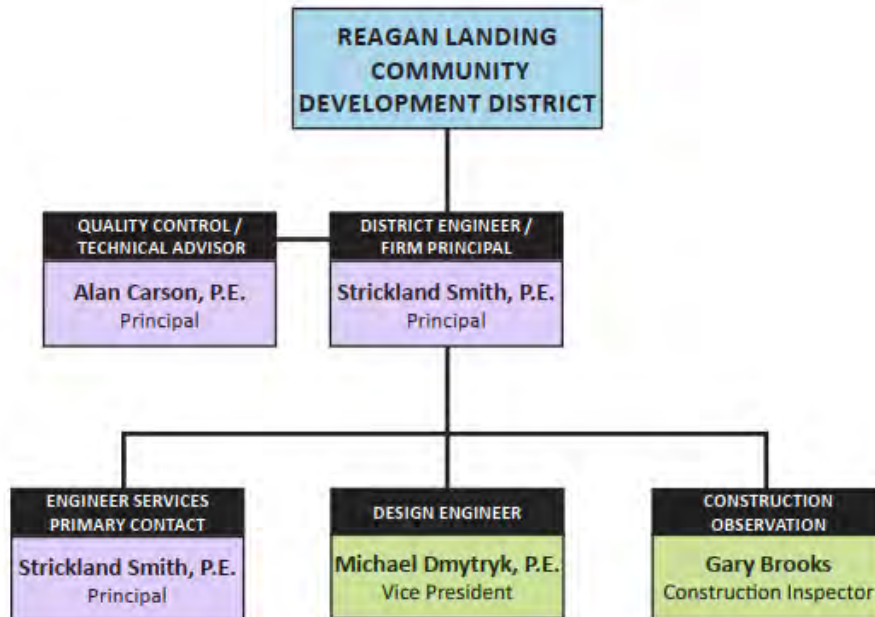 REAGAN LANDING
COMMUNITY
DEVELOPMENT DISTRICT
QUALITY CONTROL /
TECHNICAL ADVISOR
Alan Carson, P.E.
Principal
DISTRICT ENGINEER /
FIRM PRINCIPAL
Strickland Smith, P.E.
Principal
ENGINEER SERVICES
PRIMARY CONTACT
Strickland Smith, P.E.
Principal
DESIGN ENGINEER
Michael Dmytryk, P.E.
Vice President
CONSTRUCTION
OBSERVATION
Gary Brooks
Construction Inspector